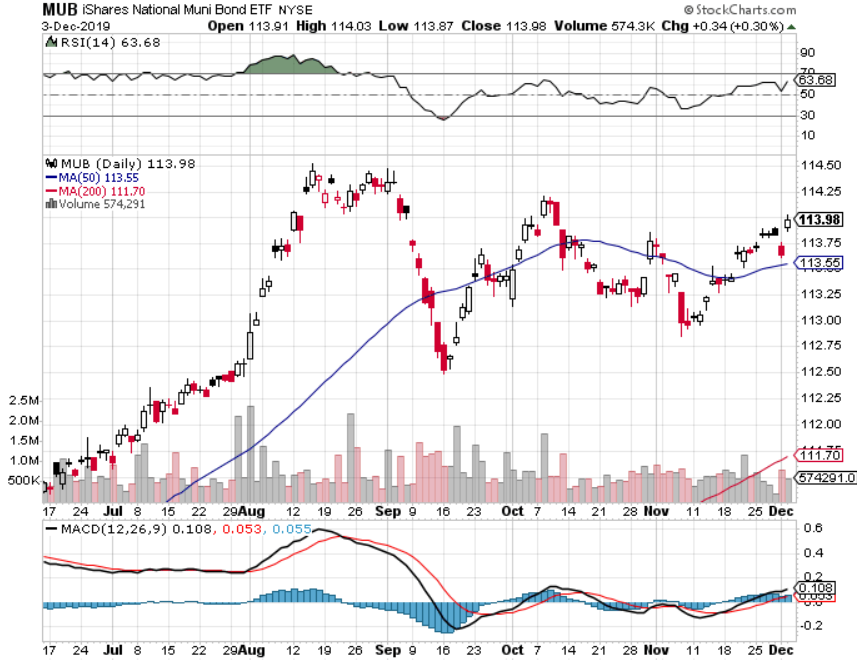 MUB iShares National Muni Bond ETF NYSE © StockCharts.com
3-Dec-2019 Open 113.91 High 114.03 Low 113.87 Close 113.98 Volume 574.3K Chg +0.34 (+0.30%)
RSI(14) 63.68
90
70
63.68
50
30
10
MUB (Daily) 113.98
MA(50) 113.55
MA(200) 111.70
Volume 574,291
114.50
114.25
113.98
113.75
113.55
113.25
113.00
112.75
112.50
112.25
112.00
111.70
574291.0
2.5M
2.0M
1.5M
1.0M
500K
17 24 Jul 8 15 22 29 Aug 12 19 26 Sep 9 16 23 Oct 7 14 21 28 Nov 11 18 25 Dec
MACD(12,26,9) 0.108, 0.053, 0.055
0.6
0.4
0.2
0.108
0.053
0.0
-0.2
17 24 Jul 8 15 22 29 Aug 12 19 26 Sep 9 16 23 Oct 7 14 21 28 Nov 11 18 25 Dec